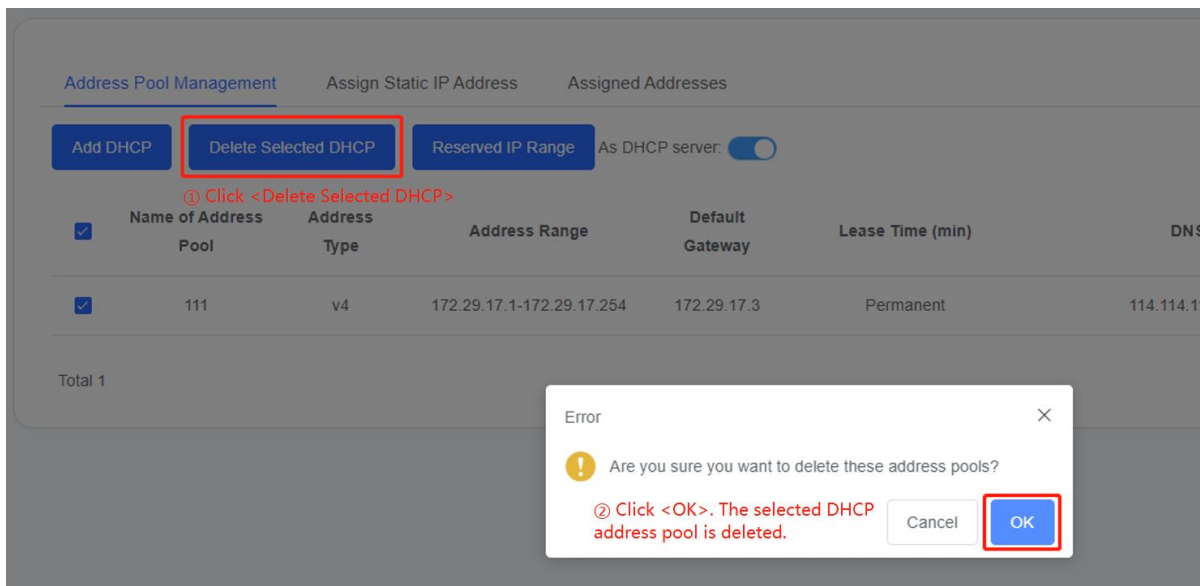 Address Pool Management Assign Static IP Address Assigned Addresses
Add DHCP Delete Selected DHCP Reserved IP Range As DHCP server:
① Click <Delete Selected DHCP>
Name of Address Pool Address Type Address Range Default Gateway Lease Time (min) DNS
111 v4 172.29.17.1-172.29.17.254 172.29.17.3 Permanent 114.114.1
Total 1
Error
Are you sure you want to delete these address pools?
② Click <OK>. The selected DHCP
address pool is deleted.
Cancel OK